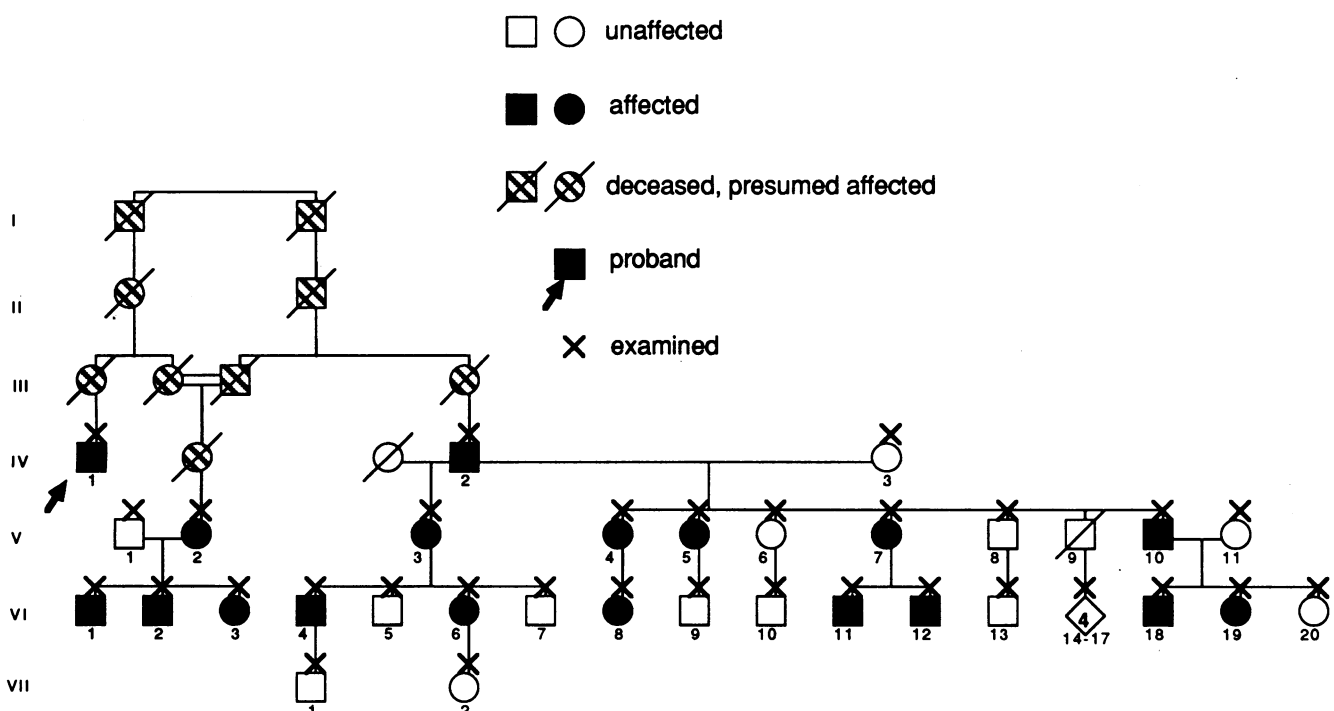 unaffected
affected
deceased, presumed affected
proband
examined
I
II
III
IV
1 2 3
V
1 2 3 4 5 6 7 8 9 10 11
VI
1 2 3 4 5 6 7 8 9 10 11 12 13 4 14-17 18 19 20
VII
1 2